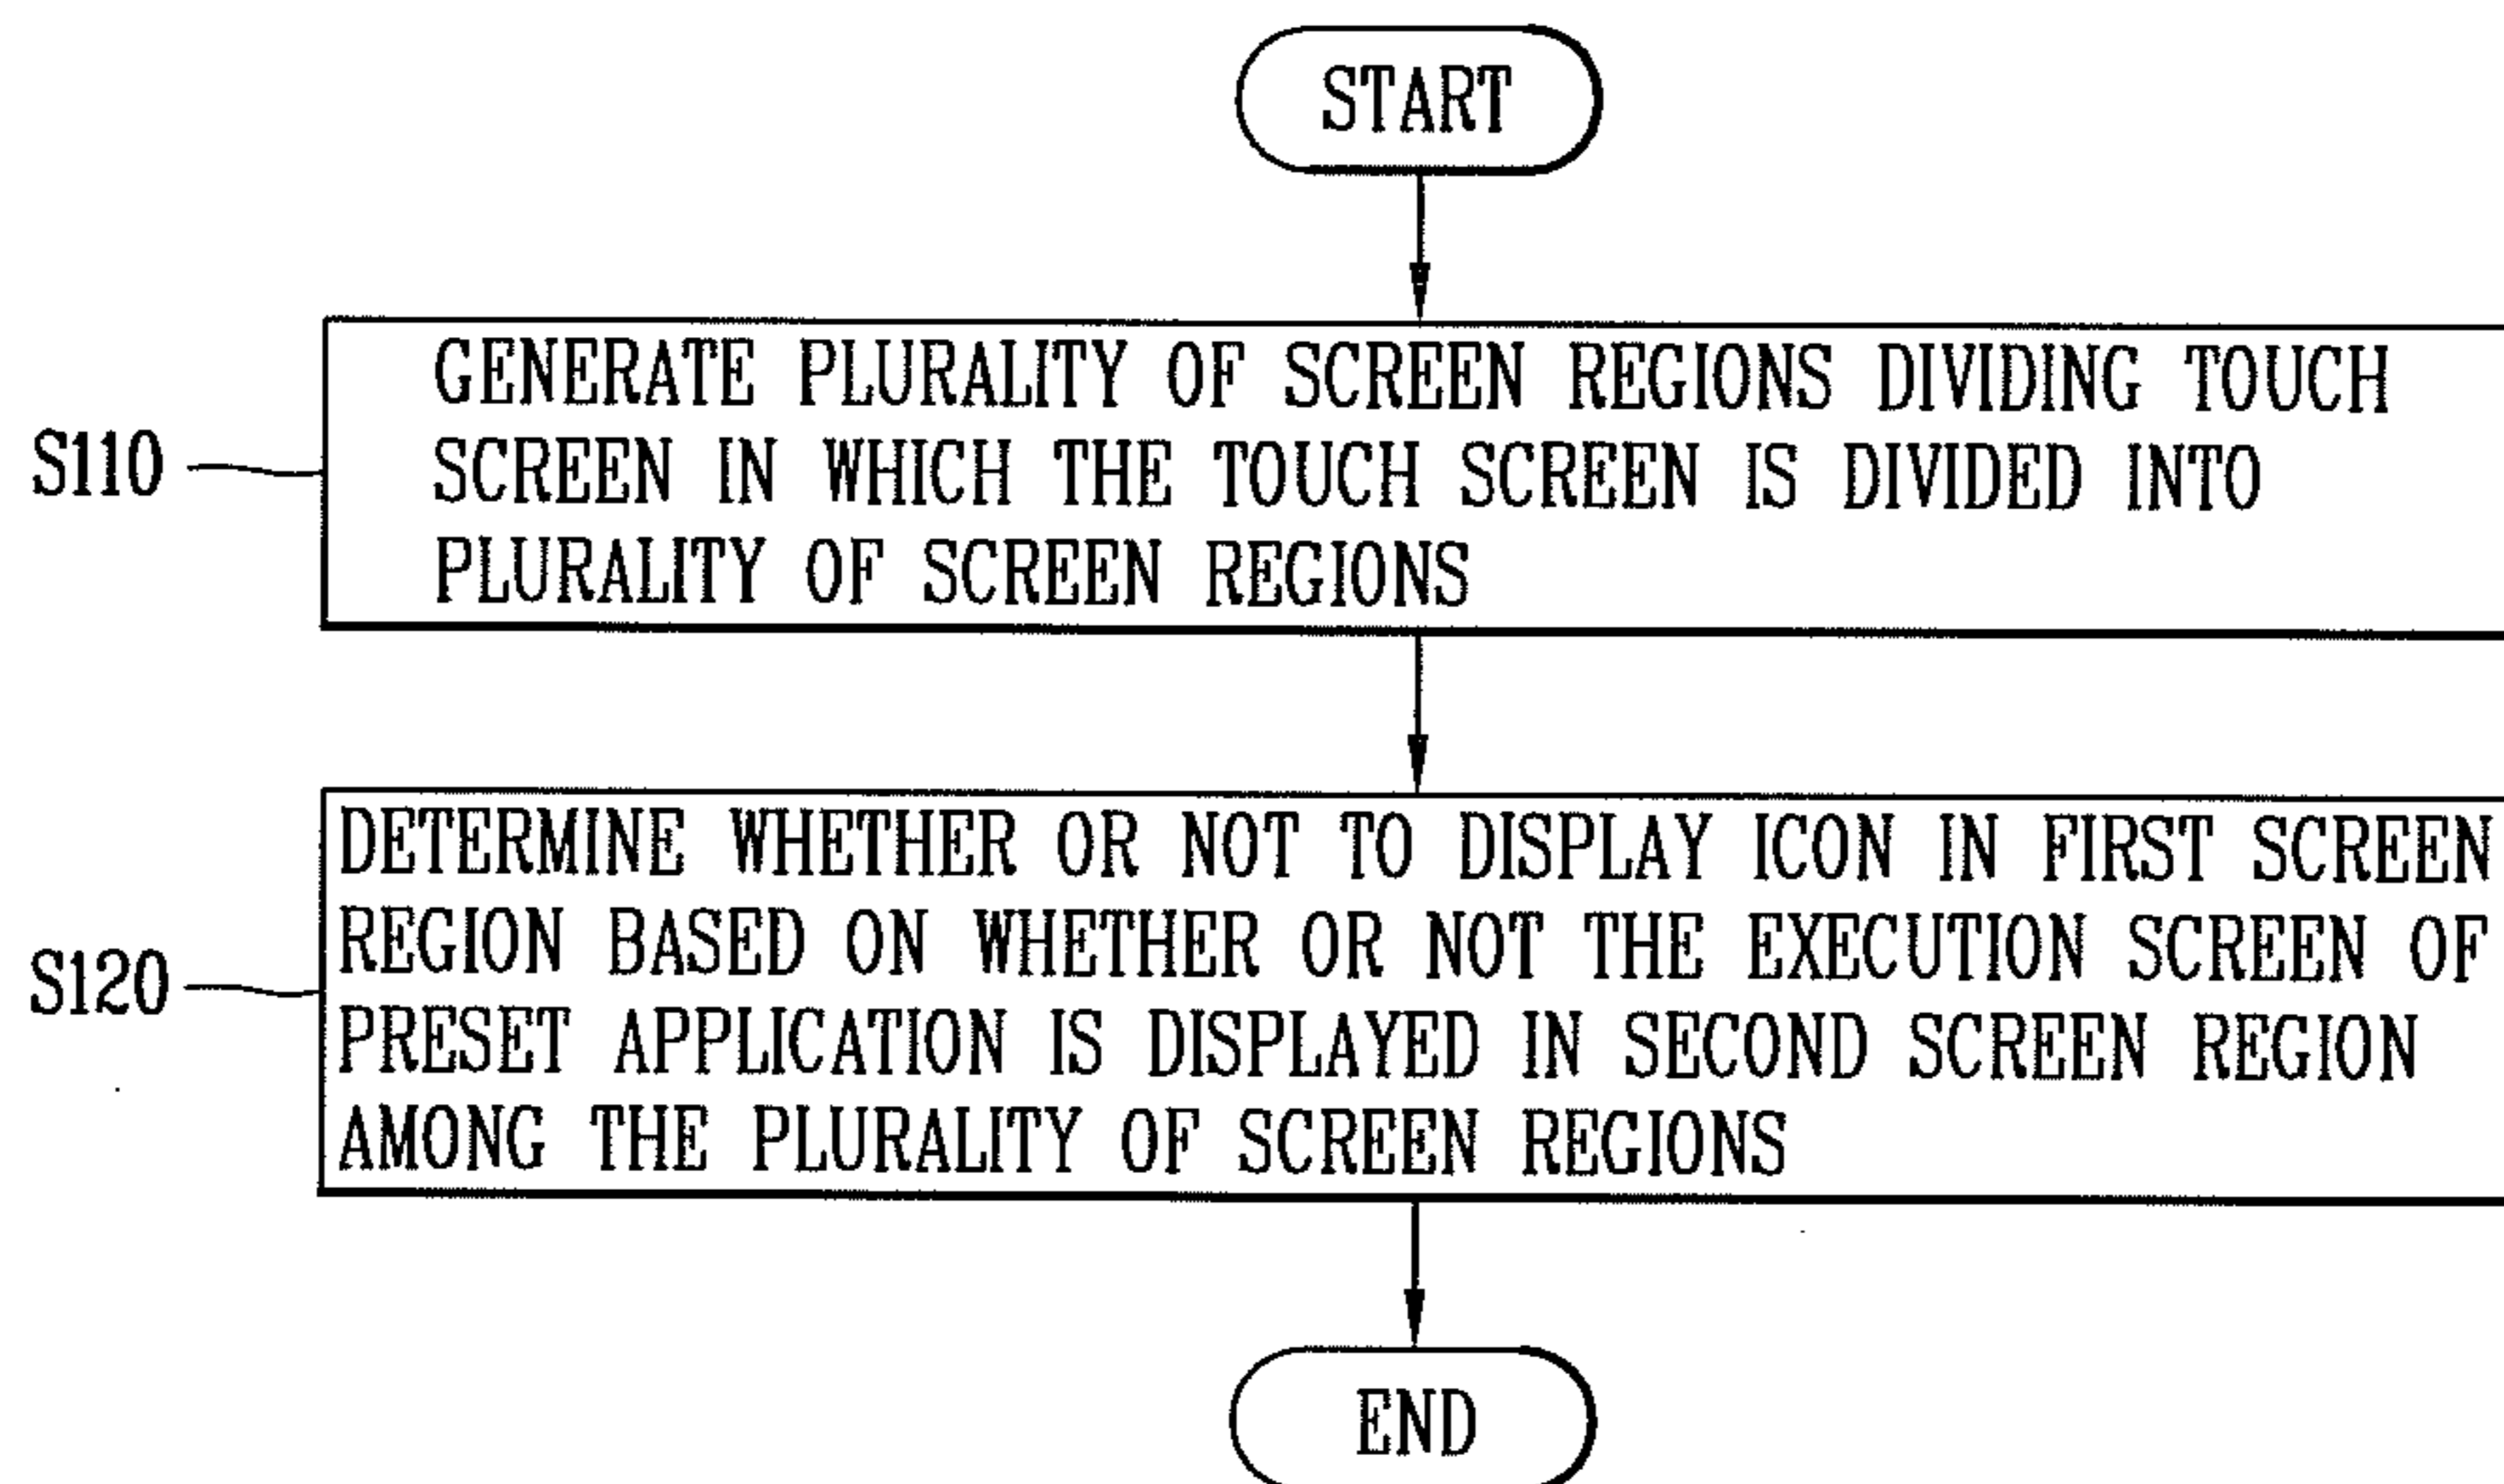 START
GENERATE PLURALITY OF SCREEN REGIONS DIVIDING TOUCH
SCREEN IN WHICH THE TOUCH SCREEN IS DIVIDED INTO
PLURALITY OF SCREEN REGIONS
S110
DETERMINE WHETHER OR NOT TO DISPLAY ICON IN FIRST SCREEN
REGION BASED ON WHETHER OR NOT THE EXECUTION SCREEN OF
PRESET APPLICATION IS DISPLAYED IN SECOND SCREEN REGION
AMONG THE PLURALITY OF SCREEN REGIONS
S120
END